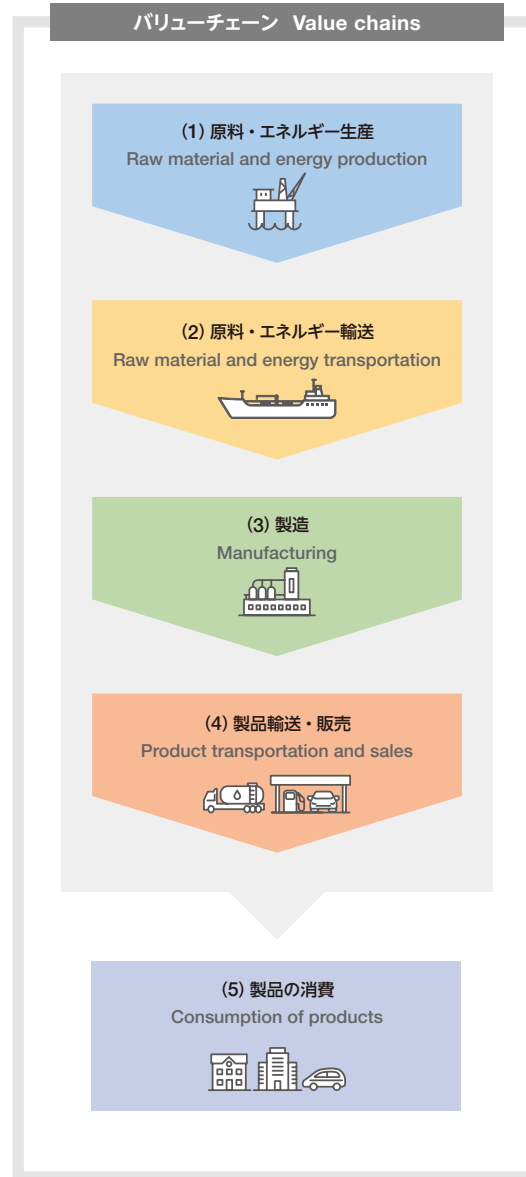 バリューチェーン Value chains
(1) 原料・エネルギー生産
Raw material and energy production
(2) 原料・エネルギー輸送
Raw material and energy transportation
(3) 製造
Manufacturing
(4) 製品輸送・販売
Product transportation and sales
(5) 製品の消費
Consumption of products